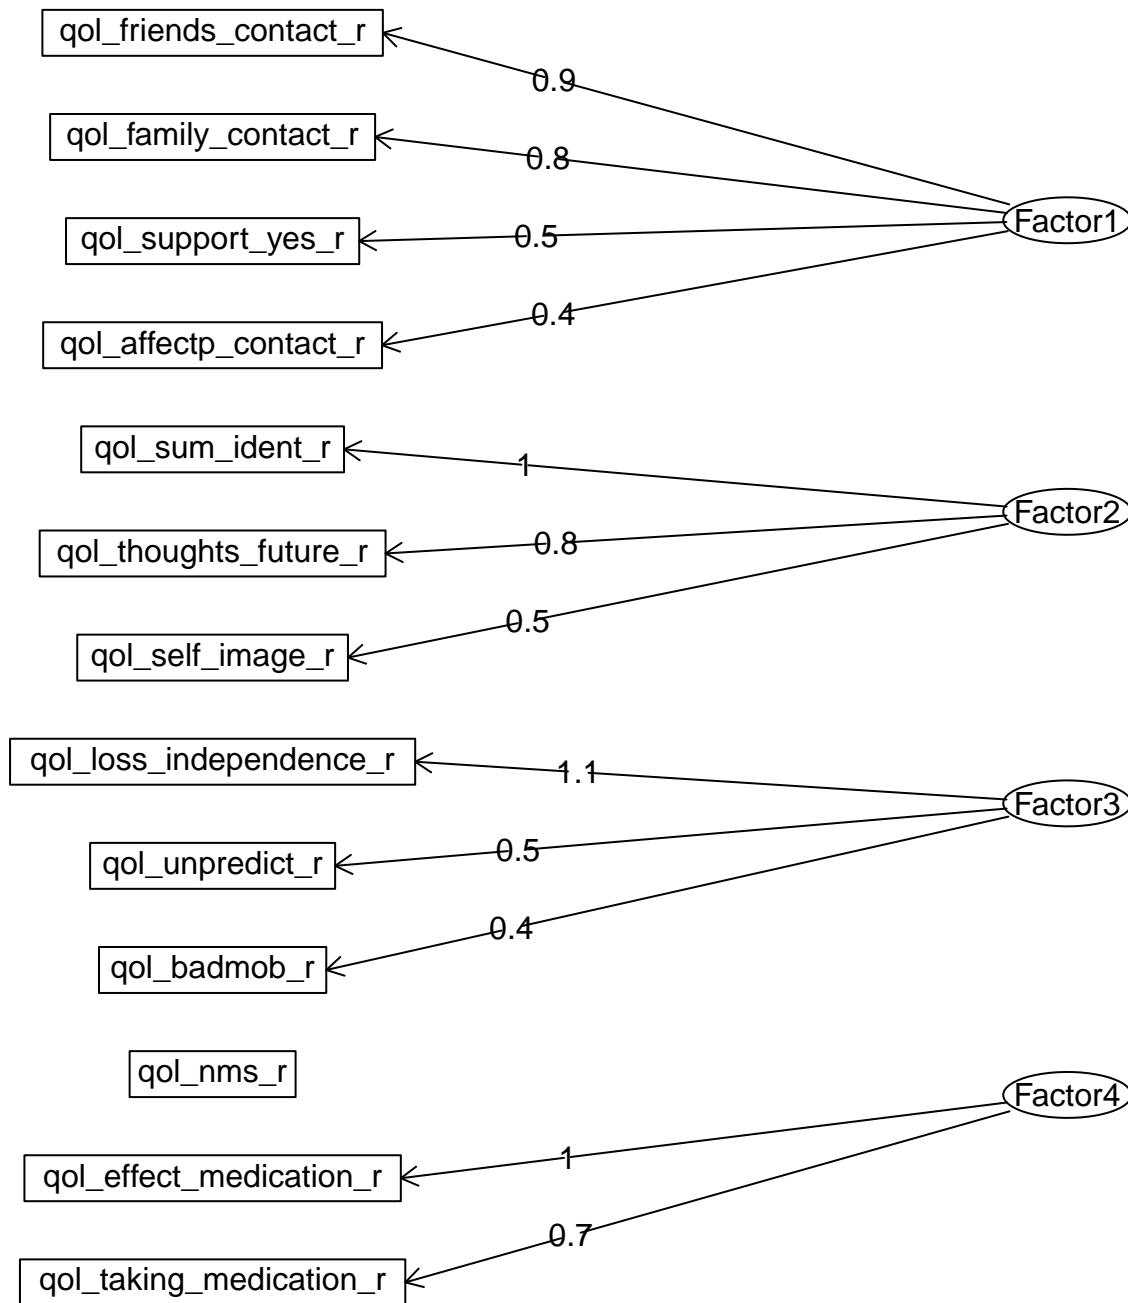 qol_friends_contact_r
0.9
qol_family_contact_r
0.8
Factor1
qol_support_yes_r
0.5
0.4
qol_affectp_contact_r
qol_sum_ident_r
1
Factor2
qol_thoughts_future_r
0.8
0.5
qol_self_image_r
qol_loss_independence_r
1.1
Factor3
qol_unpredict_r
0.5
0.4
qol_badmob_r
qol_nms_r
Factor4
qol_effect_medication_r
1
0.7
qol_taking_medication_r